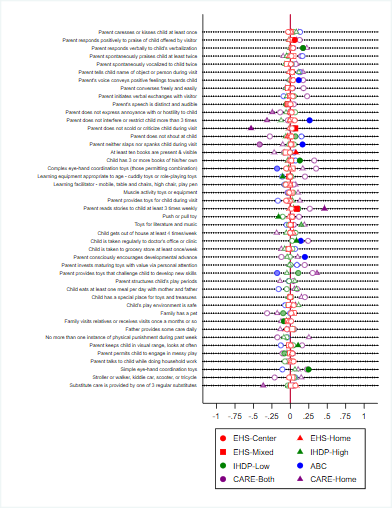 Parent caresses or kisses child at least once
Parent responds positively to praise of child offered by visitor
Parent responds verbally to child's verbalization
Parent spontaneously praises child at least twice
Parent spontaneously vocalized to child twice
Parent tells child name of object or person during visit
Parent's voice conveys positive feelings towards child
Parent converses freely and easily
Parent initiates verbal exchanges with visitor
Parent's speech is distinct and audible
Parent does not express annoyance with or hostility to child
Parent does not interfere or restrict child more than 3 times
Parent does not scold or criticize child during visit
Parent does not shout at child
Parent neither slaps nor spanks child during visit
At least ten books are present & visible
Child has 3 or more books of his/her own
Complex eye-hand coordination toys (those permitting combination)
Learning equipment appropriate to age - cuddly toys or role-playing toys
Learning facilitator - mobile, table and chairs, high chair, play pen
Muscle activity toys or equipment
Parent provides toys for child during visit
Parent reads stories to child at least 3 times weekly
Push or pull toy
Toys for literature and music
Child gets out of house at least 4 times/week
Child is taken regularly to doctor's office or clinic
Child is taken to grocery store at least once/week
Parent consciously encourages developmental advance
Parent invests maturing toys with value via personal attention
Parent provides toys that challenge child to develop new skills
Parent structures child's play periods
Child eats at least one meal per day with mother and father
Child has a special place for toys and treasures
Child's play environment is safe
Family has a pet
Family visits relatives or receives visits once a months or so
Father provides some care daily
No more than one instance of physical punishment during past week
Parent keeps child in visual range, looks at often
Parent permits child to engage in messy play
Parent talks to child while doing household work
Simple eye-hand coordination toys
Stroller or walker, kiddie car, scooter, or tricycle
Substitute care is provided by one of 3 regular substitutes
-1 -.75 -.5 -.25 0 .25 .5 .75 1
EHS-Center EHS-Home
EHS-Mixed IHDP-High
IHDP-Low ABC
CARE-Both CARE-Home